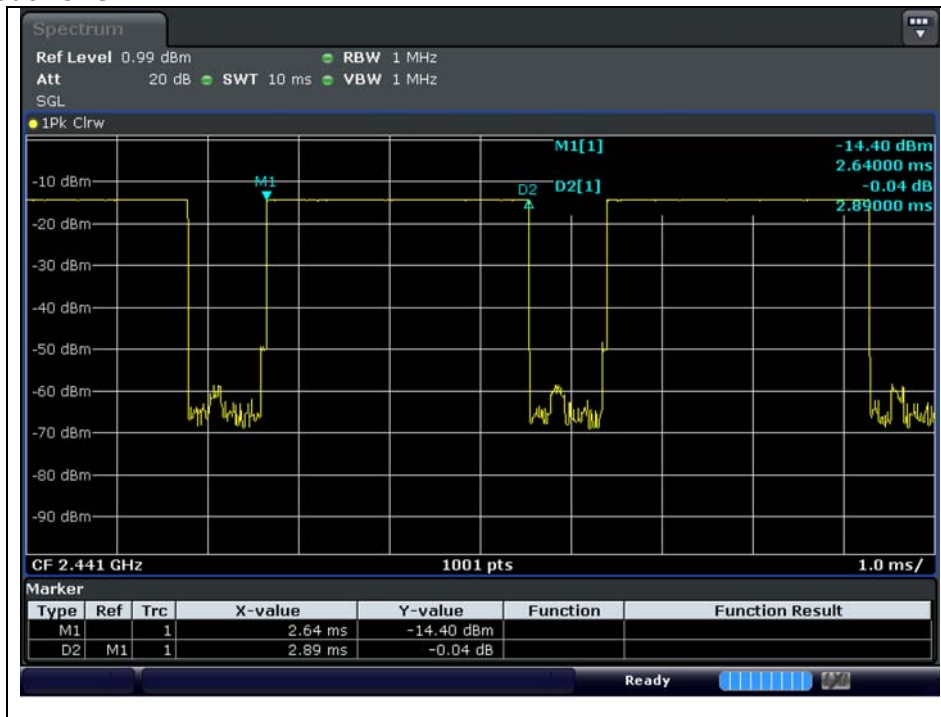 Spectrum
Ref Level 0.99 dBm RBW 1 MHz
Att 20 dB SWT 10 ms VBW 1 MHz
SGL
1Pk Clrw
M1[1] -14.40 dBm
2.64000 ms
D2[1] -0.04 dB
2.89000 ms
M1
D2
-10 dBm
-20 dBm
-30 dBm
-40 dBm
-50 dBm
-60 dBm
-70 dBm
-80 dBm
-90 dBm
CF 2.441 GHz 1001 pts 1.0 ms/
Marker
Type Ref Trc X-value Y-value Function Function Result
M1 1 2.64 ms -14.40 dBm
D2 M1 1 2.89 ms -0.04 dB
Ready